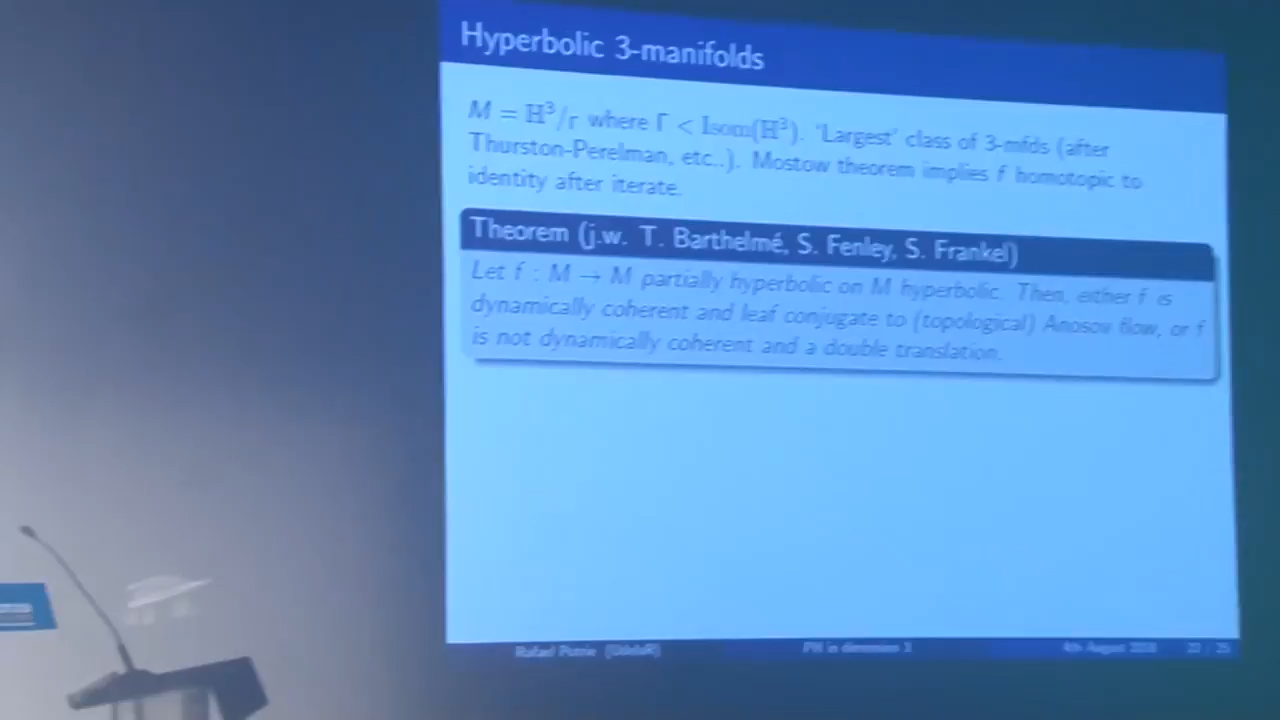 Hyperbolic 3-manifolds
M = ℍ³/Γ where Γ < Isom(ℍ³). 'Largest' class of 3-mfds (after
Thurston-Perelman, etc..). Mostow theorem implies f homotopic to
identity after iterate.
Theorem (j.w. T. Barthelmé, S. Fenley, S. Frankel)
Let f : M → M partially hyperbolic on M hyperbolic. Then, either f is
dynamically coherent and leaf conjugate to (topological) Anosov flow, or f
is not dynamically coherent and a double translation.
Rafael Potrie (UdelaR) PH in dimension 3 4th August